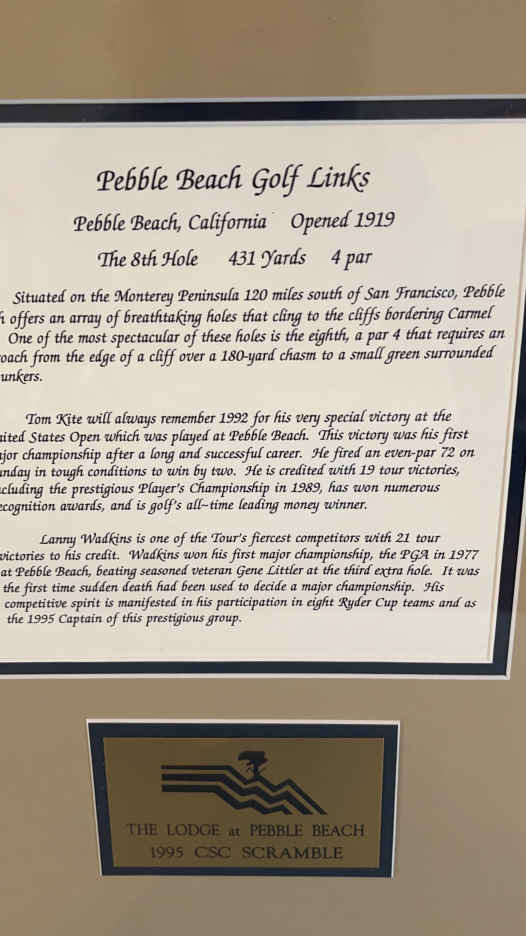 Pebble Beach Golf Links
Pebble Beach, California Opened 1919
The 8th Hole 431 Yards 4 par
Situated on the Monterey Peninsula 120 miles south of San Francisco, Pebble
h offers an array of breathtaking holes that cling to the cliffs bordering Carmel
One of the most spectacular of these holes is the eighth, a par 4 that requires an
roach from the edge of a cliff over a 180-yard chasm to a small green surrounded
unkers.
Tom Kite will always remember 1992 for his very special victory at the
nited States Open which was played at Pebble Beach. This victory was his first
ajor championship after a long and successful career. He fired an even-par 72 on
unday in tough conditions to win by two. He is credited with 19 tour victories,
ncluding the prestigious Player's Championship in 1989, has won numerous
ecognition awards, and is golf's all-time leading money winner.
Lanny Wadkins is one of the Tour's fiercest competitors with 21 tour
victories to his credit. Wadkins won his first major championship, the PGA in 1977
at Pebble Beach, beating seasoned veteran Gene Littler at the third extra hole. It was
the first time sudden death had been used to decide a major championship. His
competitive spirit is manifested in his participation in eight Ryder Cup teams and as
the 1995 Captain of this prestigious group.
THE LODGE at PEBBLE BEACH
1995 CSC SCRAMBLE